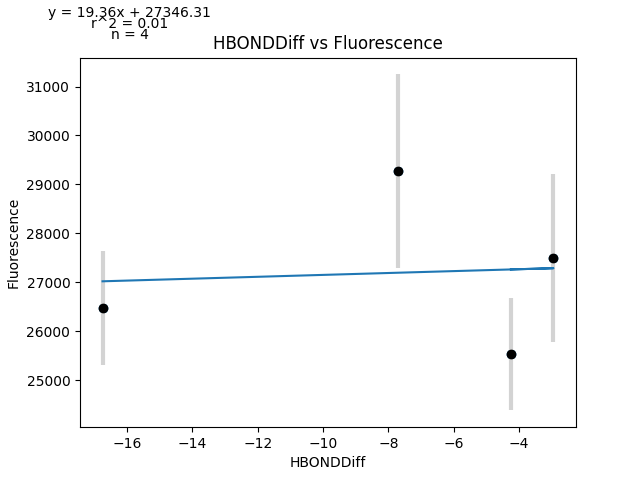 y = 19.36x + 27346.31
r^2 = 0.01
n = 4
HBONDDiff vs Fluorescence
31000
30000
29000
28000
27000
26000
25000
Fluorescence
−16
−14
−12
−10
−8
−6
−4
HBONDDiff